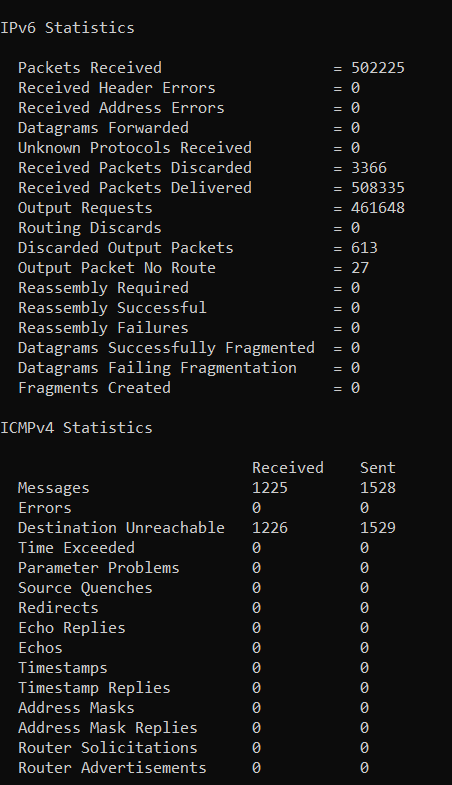 IPv6 Statistics
Packets Received = 502225
Received Header Errors = 0
Received Address Errors = 0
Datagrams Forwarded = 0
Unknown Protocols Received = 0
Received Packets Discarded = 3366
Received Packets Delivered = 508335
Output Requests = 461648
Routing Discards = 0
Discarded Output Packets = 613
Output Packet No Route = 27
Reassembly Required = 0
Reassembly Successful = 0
Reassembly Failures = 0
Datagrams Successfully Fragmented = 0
Datagrams Failing Fragmentation = 0
Fragments Created = 0
ICMPv4 Statistics
Received Sent
Messages 1225 1528
Errors 0 0
Destination Unreachable 1226 1529
Time Exceeded 0 0
Parameter Problems 0 0
Source Quenches 0 0
Redirects 0 0
Echo Replies 0 0
Echos 0 0
Timestamps 0 0
Timestamp Replies 0 0
Address Masks 0 0
Address Mask Replies 0 0
Router Solicitations 0 0
Router Advertisements 0 0